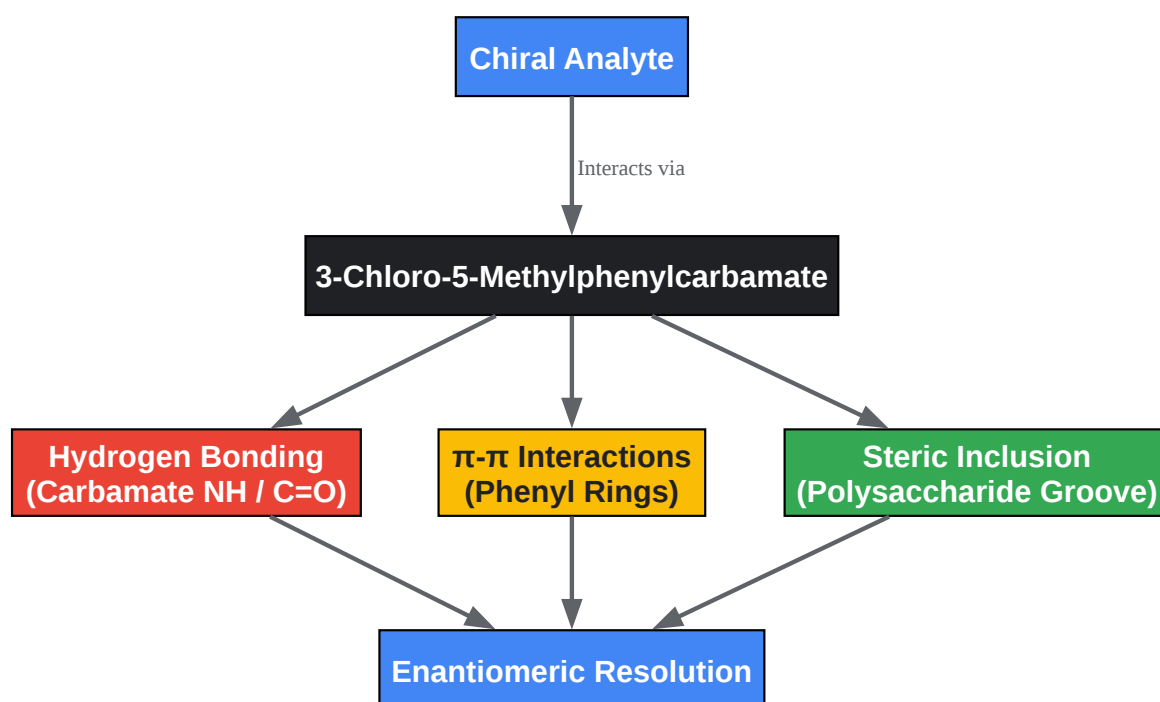 Chiral Analyte
Interacts via
3-Chloro-5-Methylphenylcarbamate
Hydrogen Bonding
(Carbamate NH / C=O)
π-π Interactions
(Phenyl Rings)
Steric Inclusion
(Polysaccharide Groove)
Enantiomeric Resolution